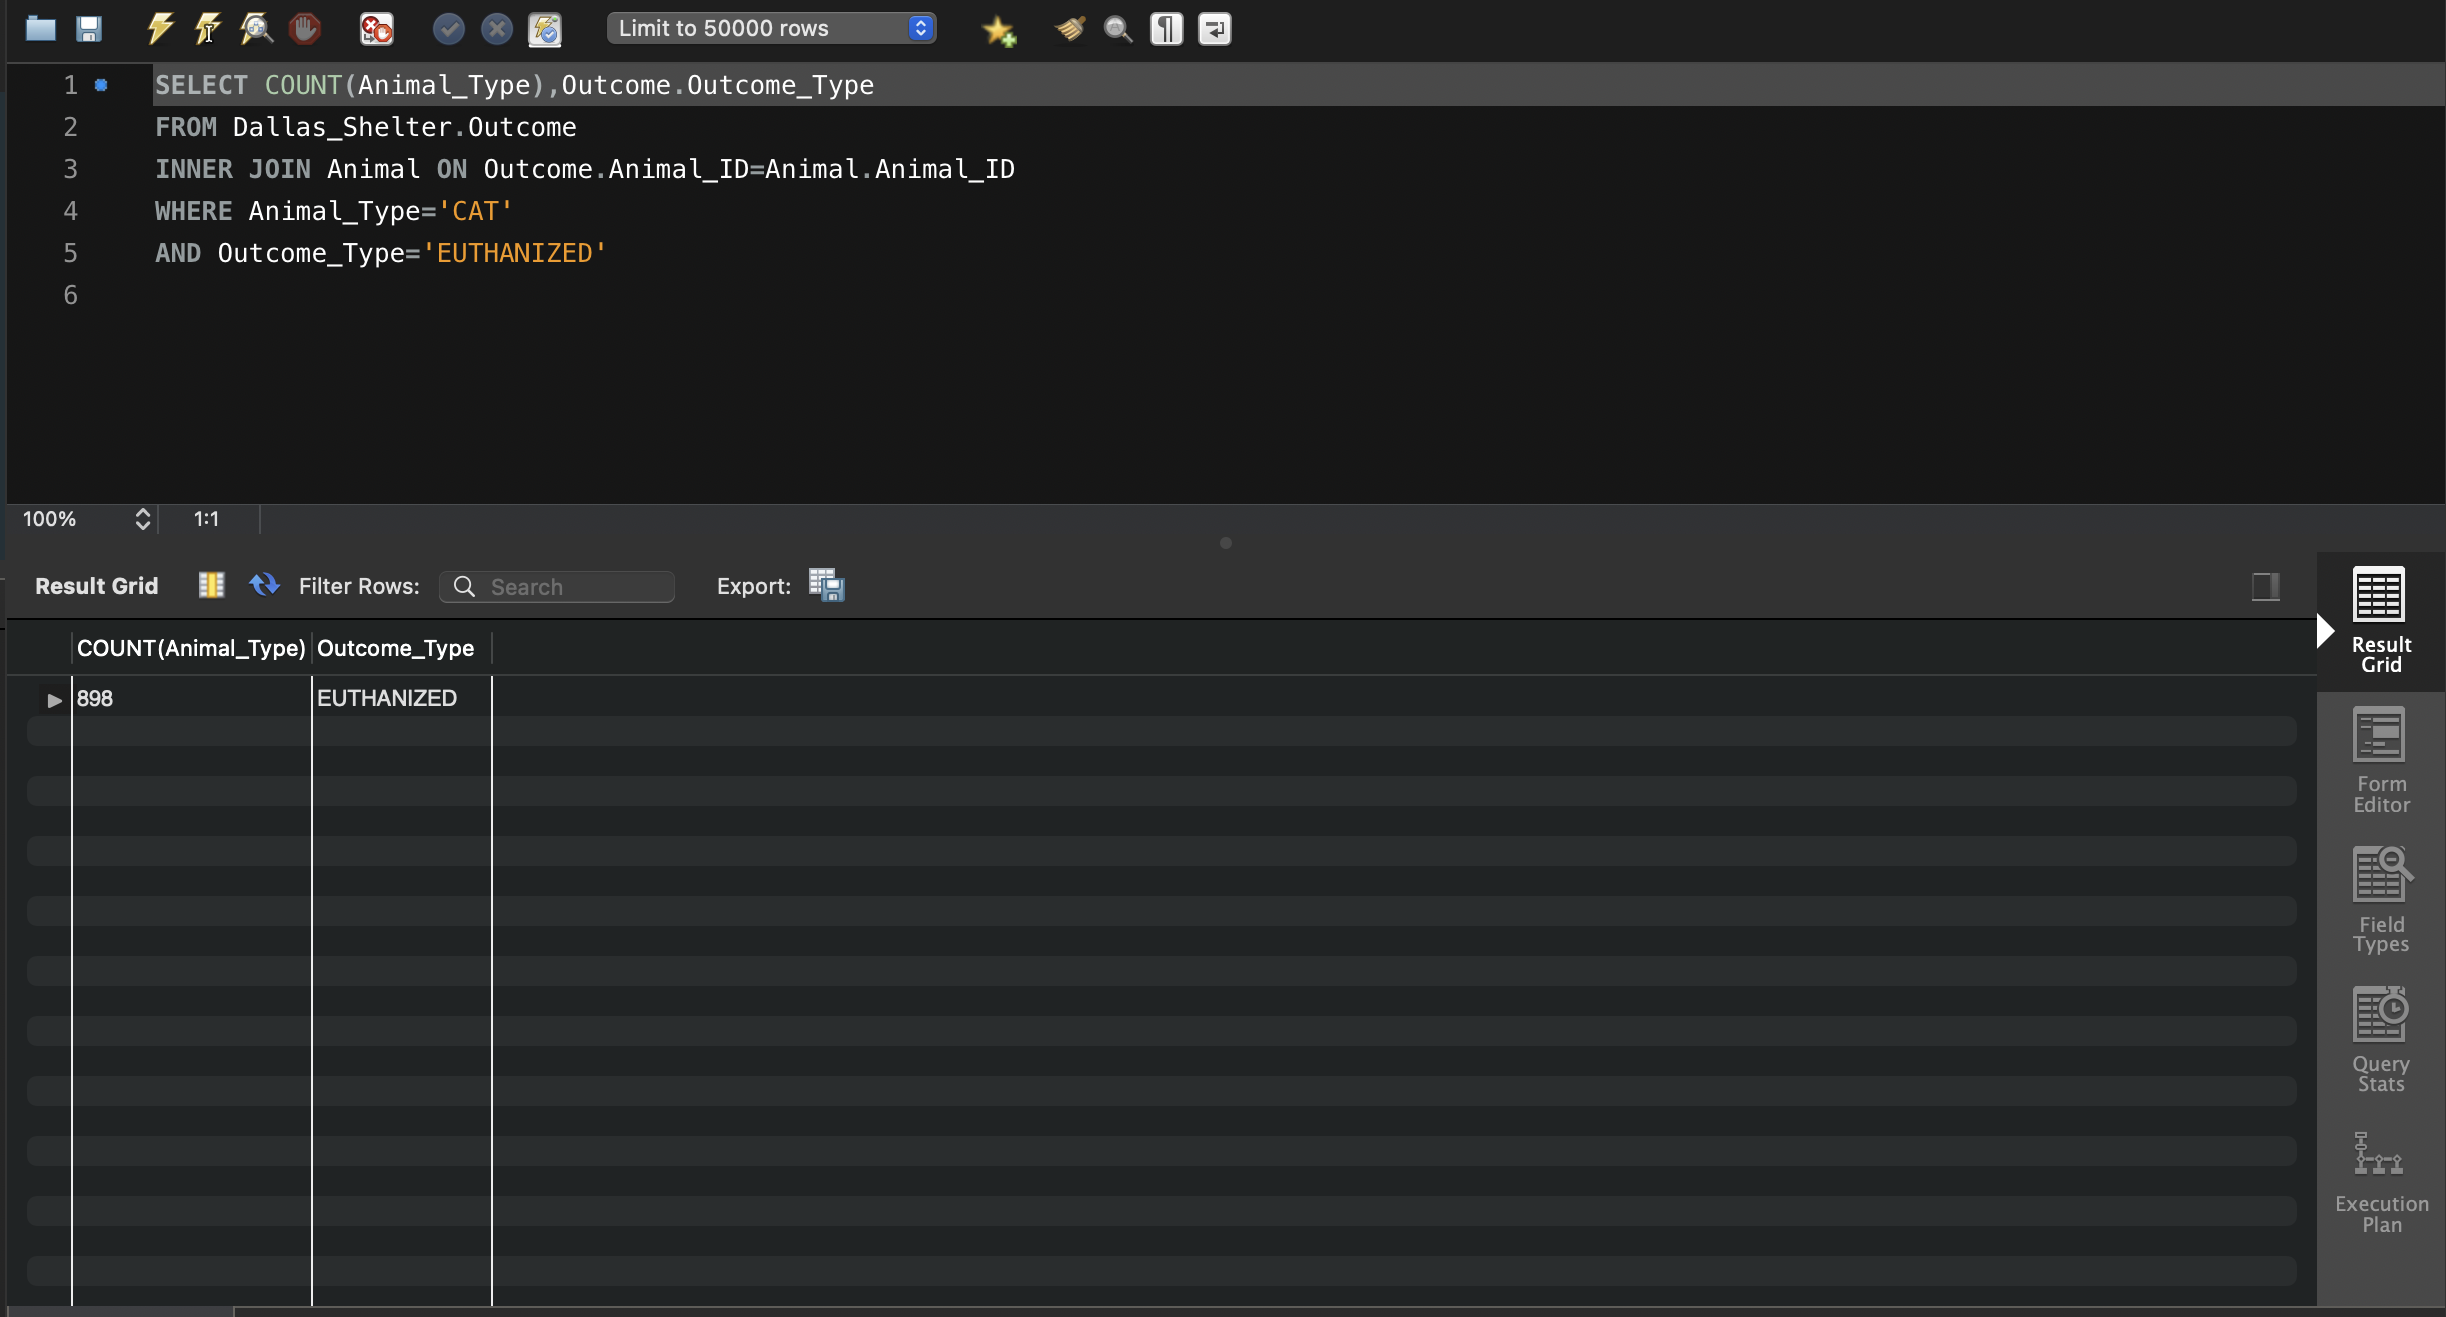 Limit to 50000 rows
1 SELECT COUNT(Animal_Type),Outcome.Outcome_Type
2 FROM Dallas_Shelter.Outcome
3 INNER JOIN Animal ON Outcome.Animal_ID=Animal.Animal_ID
4 WHERE Animal_Type='CAT'
5 AND Outcome_Type='EUTHANIZED'
6
100% 1:1
Result Grid Filter Rows: Search Export:
COUNT(Animal_Type) Outcome_Type
898 EUTHANIZED
Result
Grid
Form
Editor
Field
Types
Query
Stats
Execution
Plan